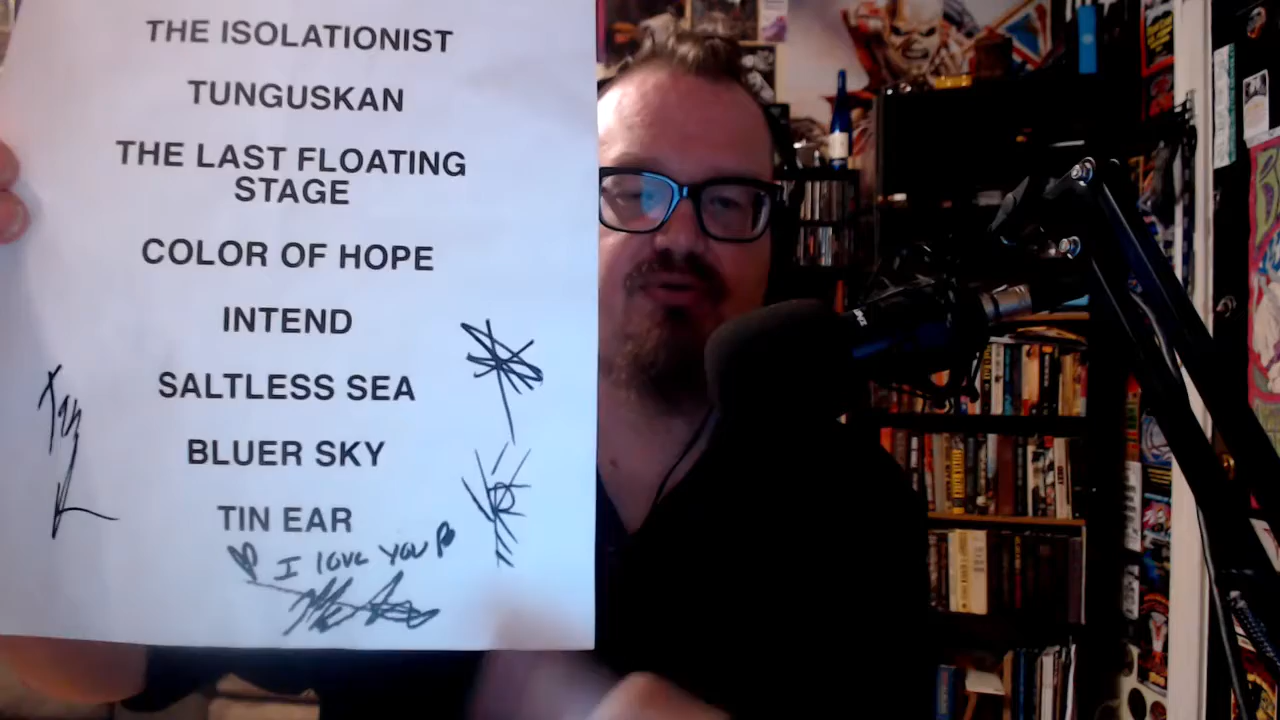 THE ISOLATIONIST
TUNGUSKAN
THE LAST FLOATING
STAGE
COLOR OF HOPE
INTEND
SALTLESS SEA
BLUER SKY
TIN EAR
I LOVE YOU